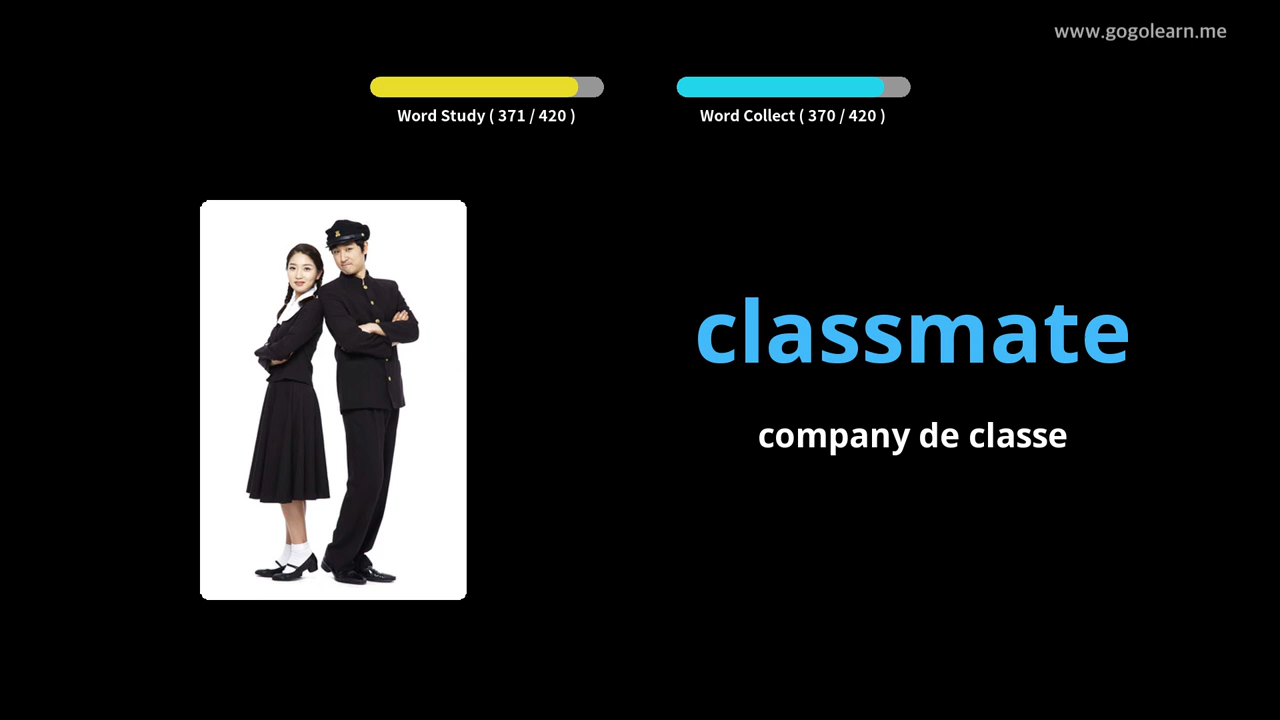 www.gogolearn.me
Word Study ( 371 / 420 )
Word Collect ( 370 / 420 )
classmate
company de classe